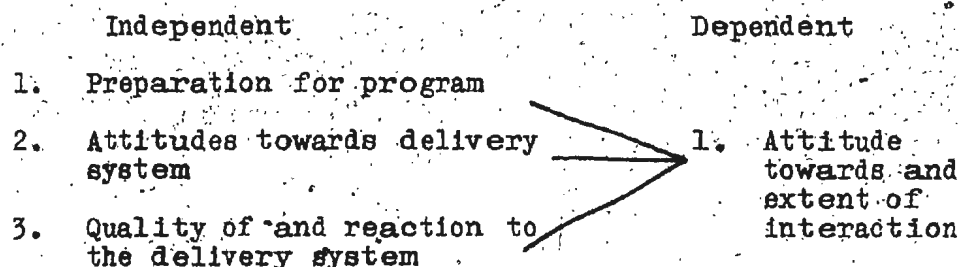 Independent
Dependent
1. Preparation for program
2. Attitudes towards delivery
system
3. Quality of and reaction to
the delivery system
1. Attitude
towards and
extent of
interaction